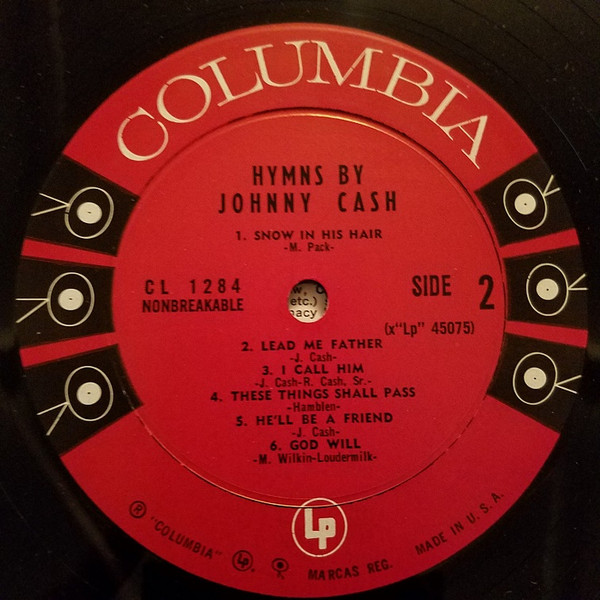 COLUMBIA
HYMNS BY
JOHNNY CASH
1. SNOW IN HIS HAIR
-M. Pack-
CL 1284
NONBREAKABLE
SIDE 2
(x"Lp" 45075)
etc.)
2. LEAD ME FATHER
-J. Cash-
3. I CALL HIM
-J. Cash-R. Cash, Sr.-
4. THESE THINGS SHALL PASS
-Hamblen-
5. HE'LL BE A FRIEND
-J. Cash-
6. GOD WILL
-M. Wilkin-Loudermilk-
Lp
® "COLUMBIA" Lp MARCAS REG. MADE IN U. S. A.